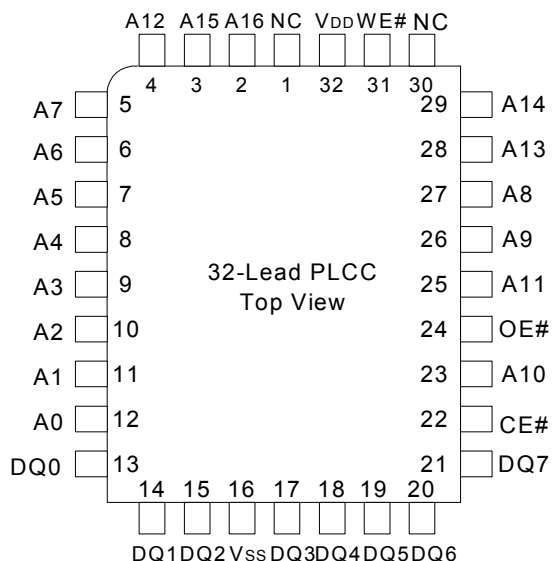 A12 A15 A16 NC VDD WE# NC
4 3 2 1 32 31 30
A7 5 29 A14
A6 6 28 A13
A5 7 27 A8
A4 8 26 A9
32-Lead PLCC
A3 9 25 A11
Top View
A2 10 24 OE#
A1 11 23 A10
A0 12 22 CE#
DQ0 13 21 DQ7
14 15 16 17 18 19 20
DQ1 DQ2 VSS DQ3 DQ4 DQ5 DQ6